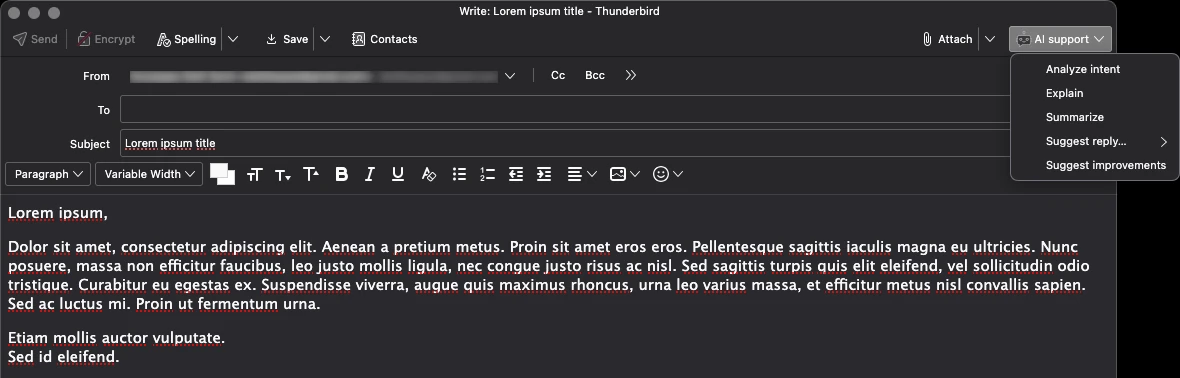 Write: Lorem ipsum title - Thunderbird
Send Encrypt Spelling Save Contacts Attach AI support
From Cc Bcc
To
Subject Lorem ipsum title
Paragraph Variable Width
Analyze intent
Explain
Summarize
Suggest reply...
Suggest improvements
Lorem ipsum,
Dolor sit amet, consectetur adipiscing elit. Aenean a pretium metus. Proin sit amet eros eros. Pellentesque sagittis iaculis magna eu ultricies. Nunc
posuere, massa non efficitur faucibus, leo justo mollis ligula, nec congue justo risus ac nisl. Sed sagittis turpis quis elit eleifend, vel sollicitudin odio
tristique. Curabitur eu egestas ex. Suspendisse viverra, augue quis maximus rhoncus, urna leo varius massa, et efficitur metus nisl convallis sapien.
Sed ac luctus mi. Proin ut fermentum urna.
Etiam mollis auctor vulputate.
Sed id eleifend.